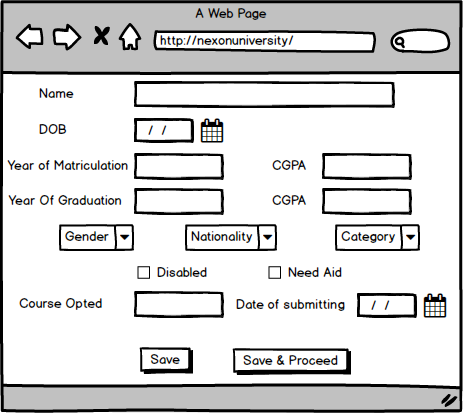 A Web Page
http://nexonuniversity/
Name
DOB / /
Year of Matriculation CGPA
Year Of Graduation CGPA
Gender Nationality Category
Disabled Need Aid
Course Opted Date of submitting / /
Save Save & Proceed